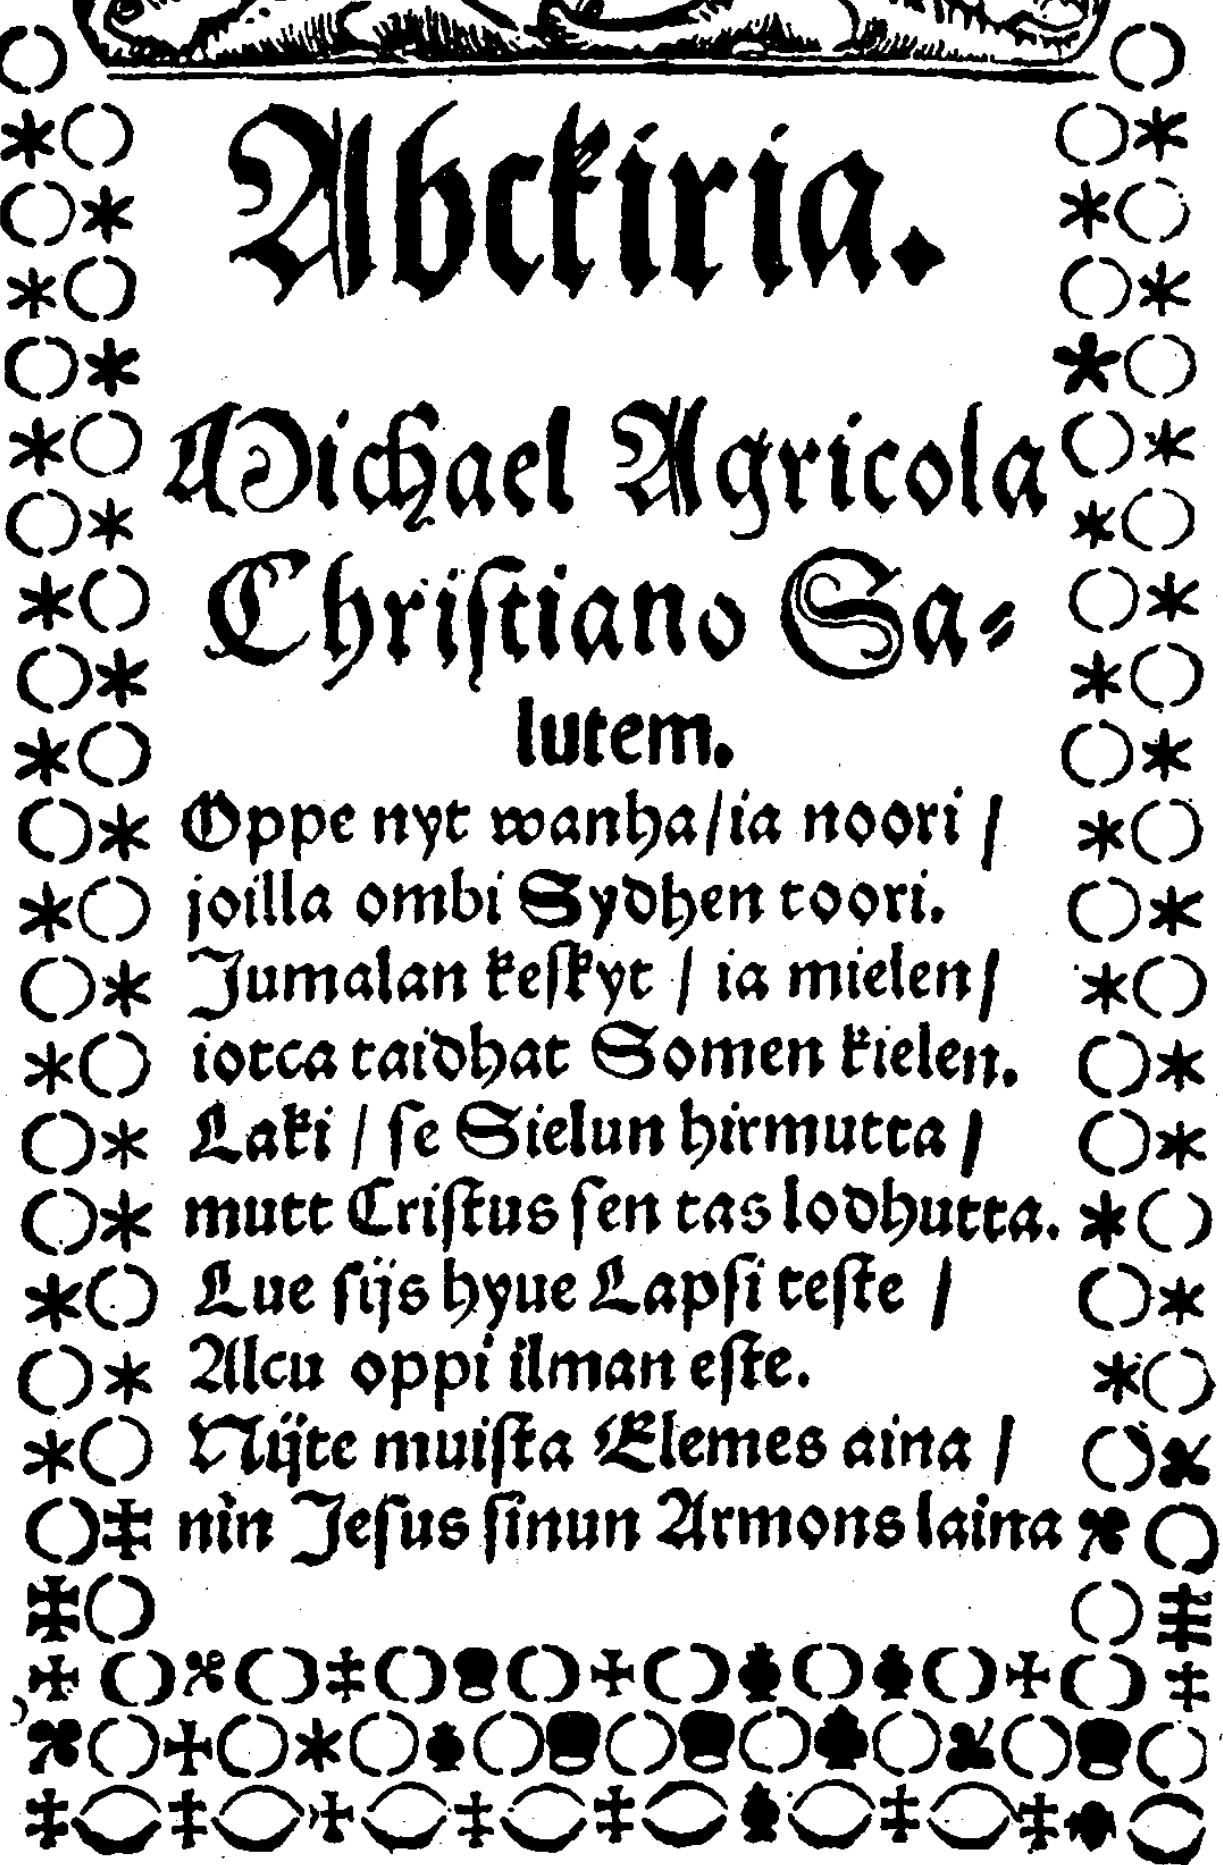 Abckiria.
Michael Agricola
Christiano Sa⸗
lutem.
Oppe nyt wanha/ia noori /
joilla ombi Sydhen toori.
Jumalan keſkyt / ia mielen/
iotca taidhat Somen kielen.
Laki / ſe Sielun hirmutta /
mutt Criſtus ſen tas lodhutta.
Lue ſijs hyue Lapſi teſte /
Alcu oppi ilman eſte.
Nijte muiſta Elemes aina /
nin Jeſus ſinun Armons laina